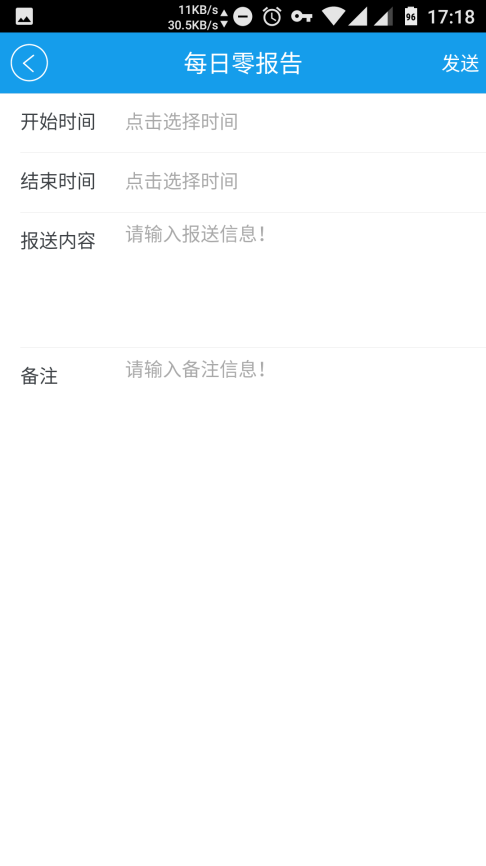 11KB/s
30.5KB/s
96
17:18
每日零报告
发送
开始时间 点击选择时间
结束时间 点击选择时间
报送内容 请输入报送信息!
备注 请输入备注信息!